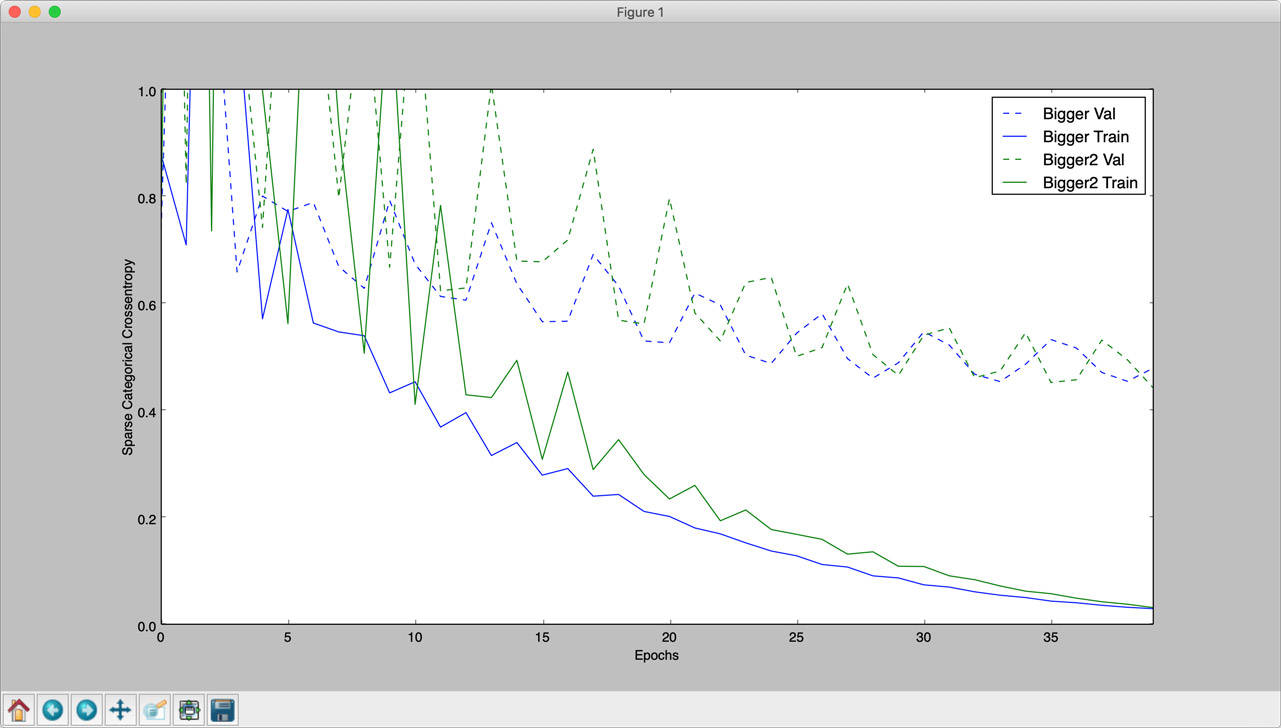 Figure 1
1.0
0.8
0.6
0.4
0.2
0.0
Sparse Categorical Crossentropy
Bigger Val
Bigger Train
Bigger2 Val
Bigger2 Train
0 5 10 15 20 25 30 35
Epochs